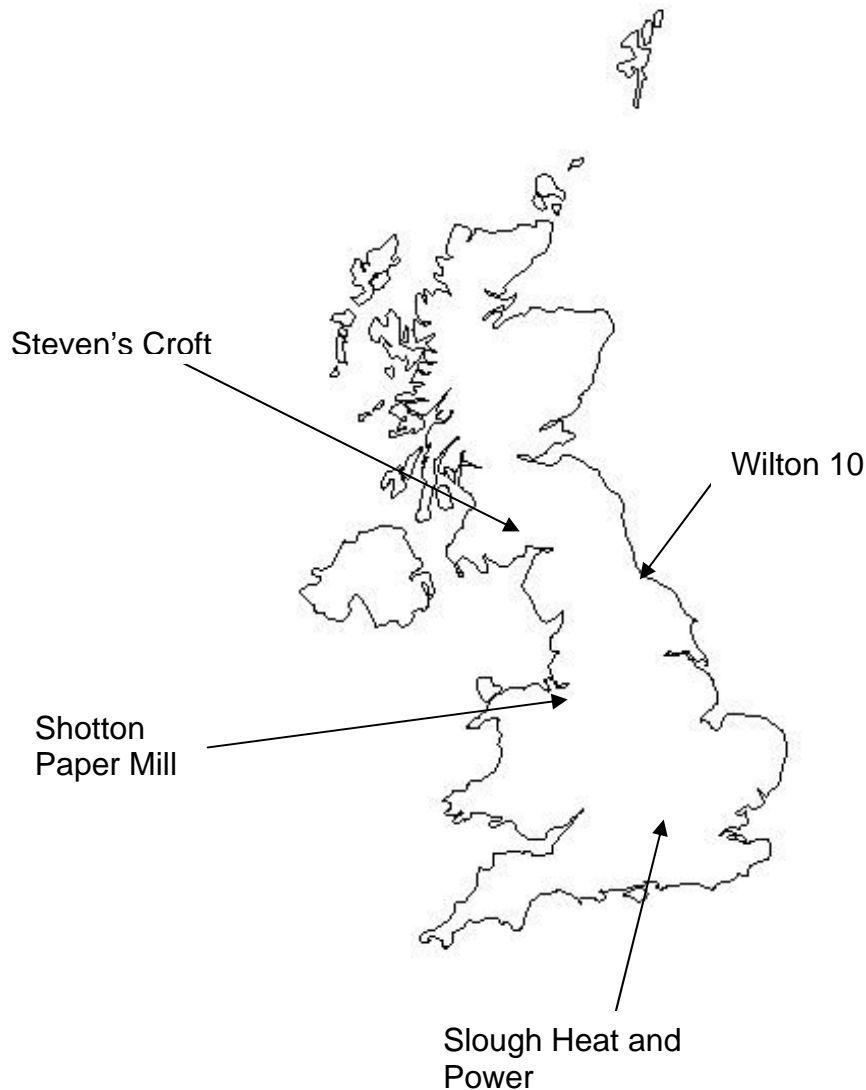 Steven's Croft
Wilton 10
Shotton
Paper Mill
Slough Heat and
Power